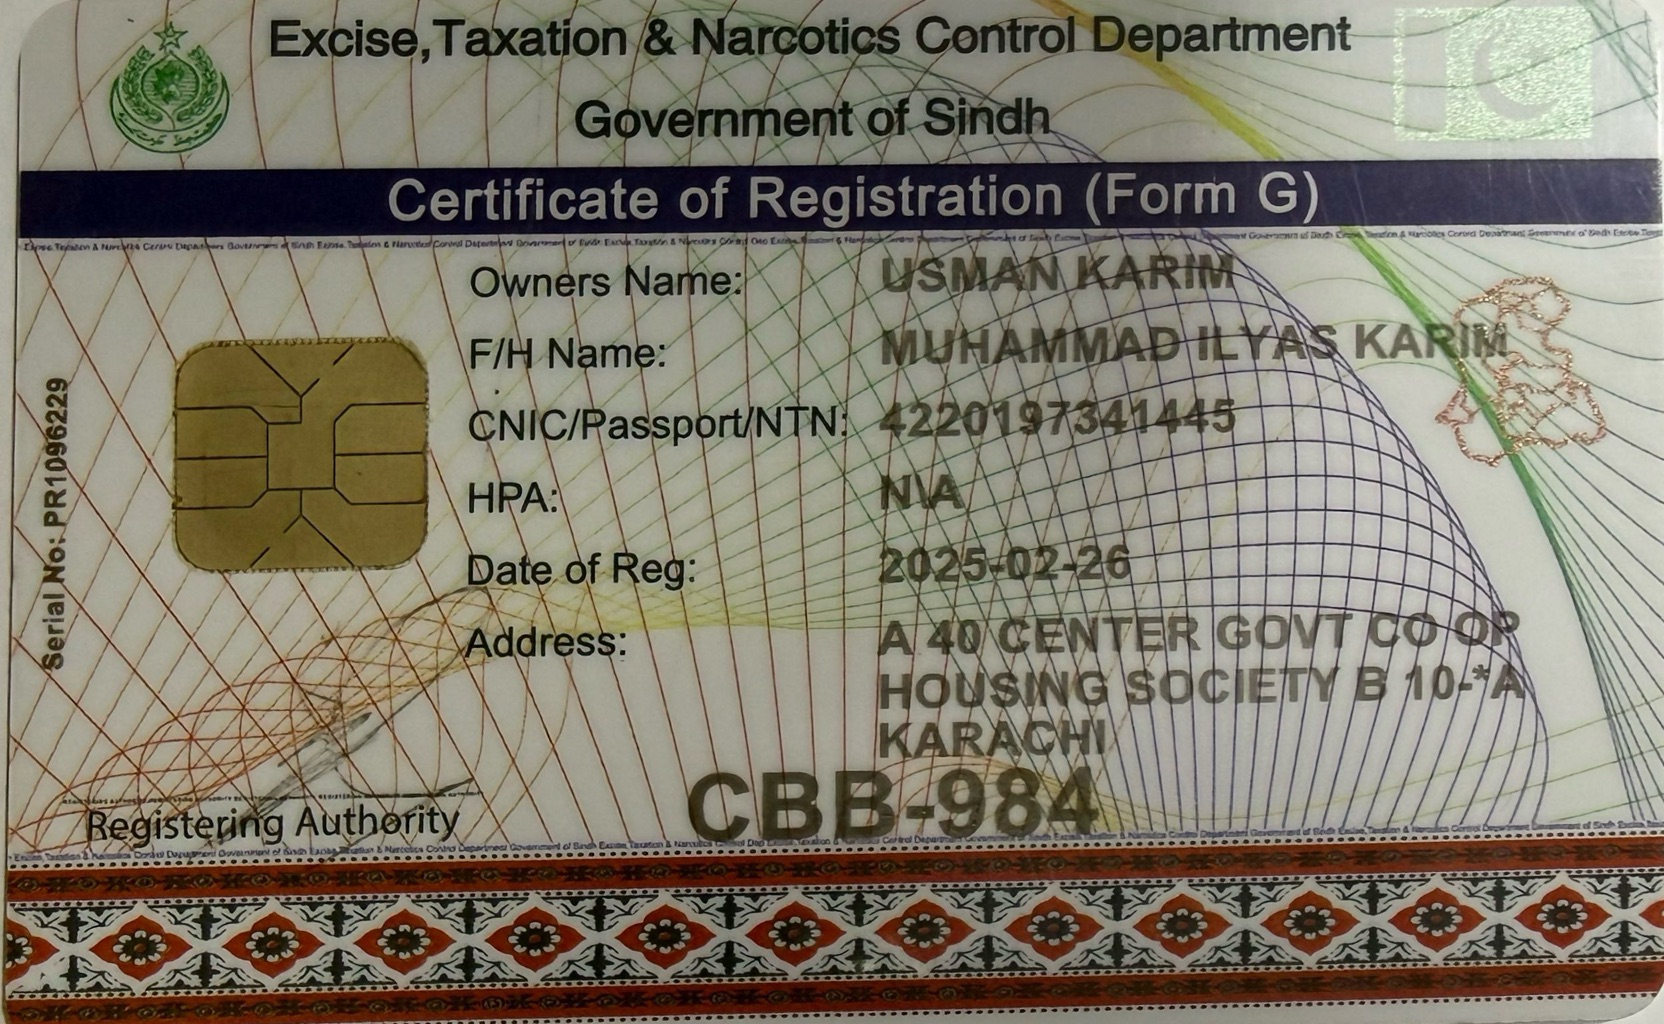 Excise,Taxation & Narcotics Control Department
Government of Sindh
Certificate of Registration (Form G)
Owners Name: USMAN KARIM
F/H Name: MUHAMMAD ILYAS KARIM
CNIC/Passport/NTN: 4220197341445
HPA: N\A
Date of Reg: 2025-02-26
Address: A 40 CENTER GOVT CO OP
HOUSING SOCIETY B 10-*A
KARACHI
CBB-984
Registering Authority
Serial No: PR1096229